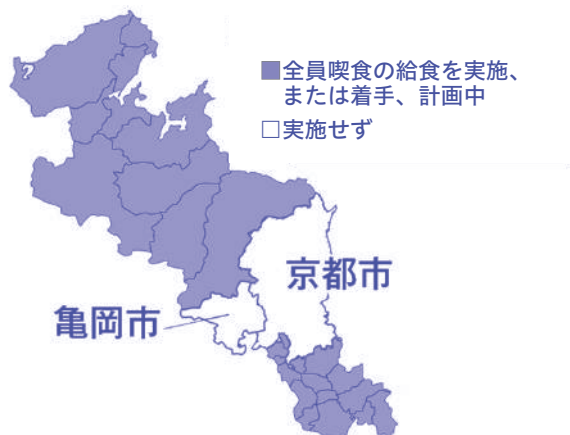 ■全員喫食の給食を実施、
または着手、計画中
□実施せず
京都市
亀岡市